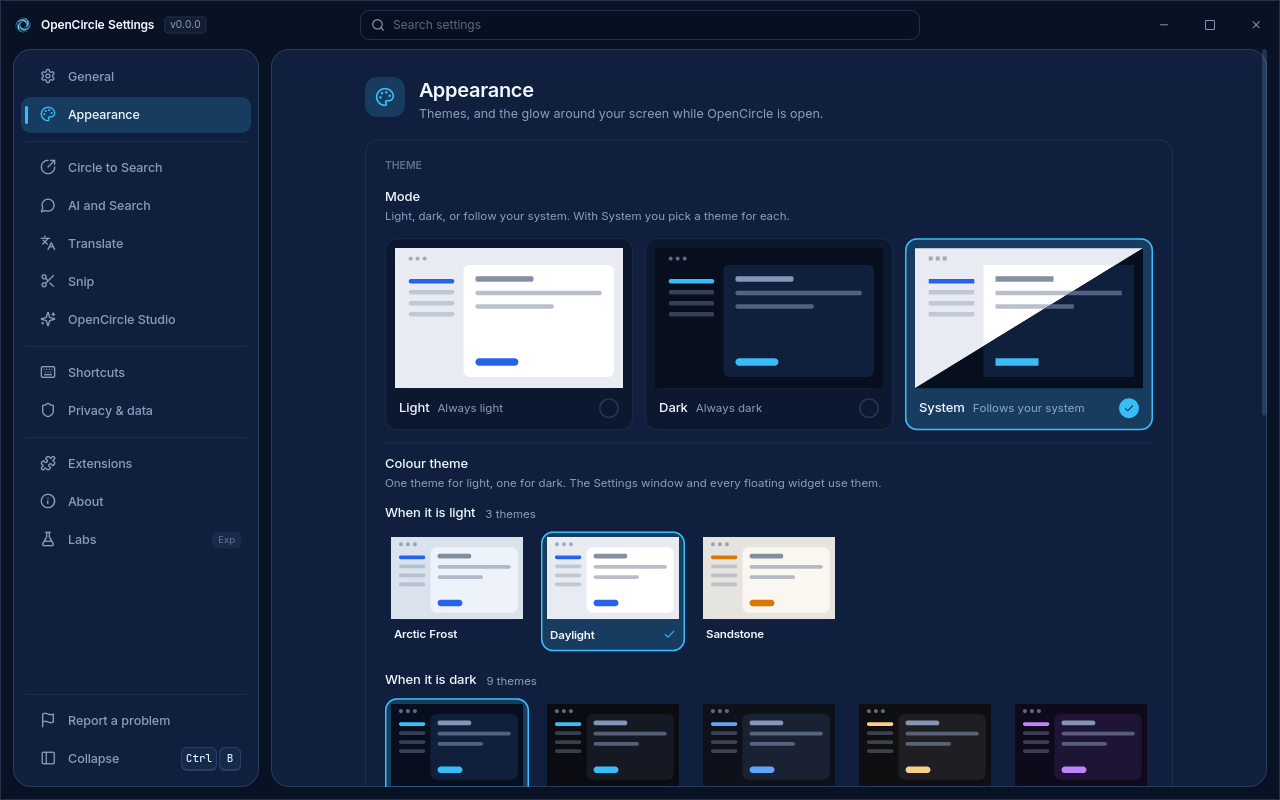 OpenCircle Settings v0.0.0
Search settings
General
Appearance
Circle to Search
AI and Search
Translate
Snip
OpenCircle Studio
Shortcuts
Privacy & data
Extensions
About
Labs Exp
Report a problem
Collapse Ctrl B
Appearance
Themes, and the glow around your screen while OpenCircle is open.
THEME
Mode
Light, dark, or follow your system. With System you pick a theme for each.
Light Always light
Dark Always dark
System Follows your system
Colour theme
One theme for light, one for dark. The Settings window and every floating widget use them.
When it is light 3 themes
Arctic Frost
Daylight
Sandstone
When it is dark 9 themes